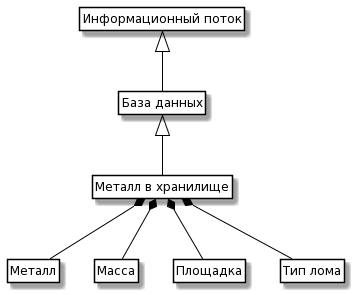 Информационный поток
База данных
Металл в хранилище
Металл
Масса
Площадка
Тип лома